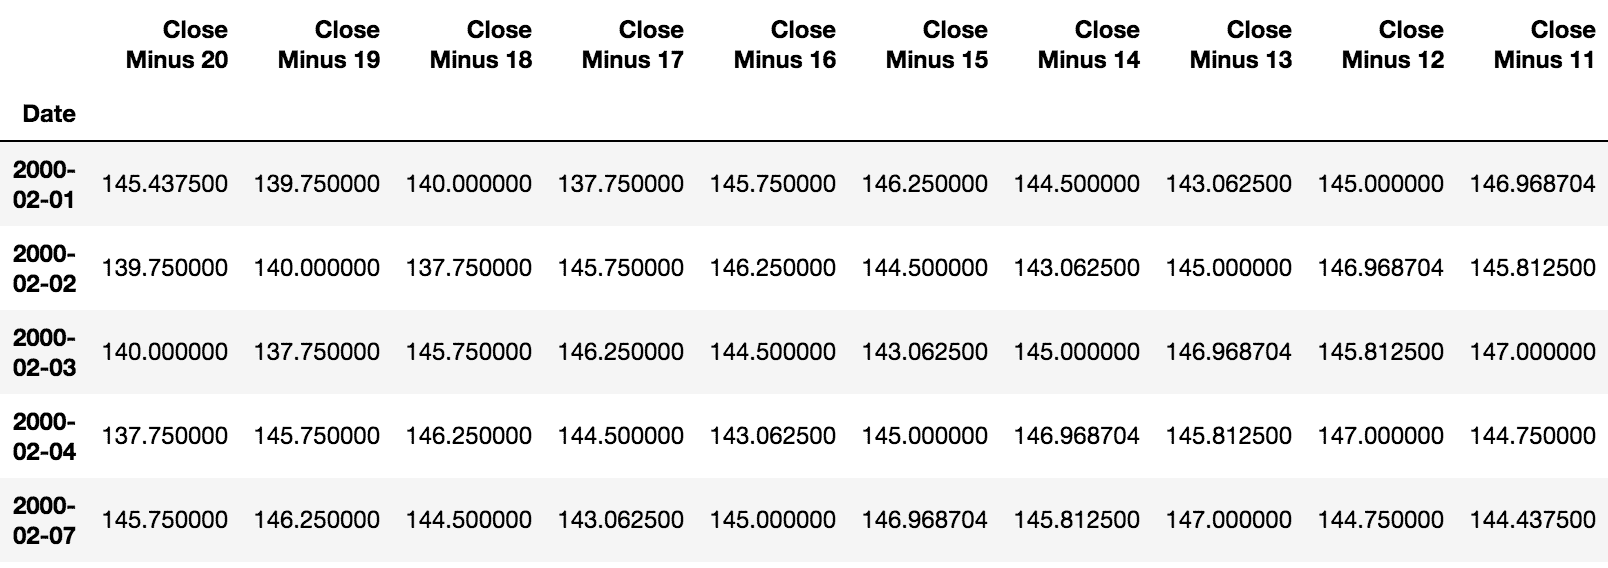 Close Close Close Close Close Close Close Close Close Close
Minus 20 Minus 19 Minus 18 Minus 17 Minus 16 Minus 15 Minus 14 Minus 13 Minus 12 Minus 11
Date
2000-
02-01 145.437500 139.750000 140.000000 137.750000 145.750000 146.250000 144.500000 143.062500 145.000000 146.968704
2000-
02-02 139.750000 140.000000 137.750000 145.750000 146.250000 144.500000 143.062500 145.000000 146.968704 145.812500
2000-
02-03 140.000000 137.750000 145.750000 146.250000 144.500000 143.062500 145.000000 146.968704 145.812500 147.000000
2000-
02-04 137.750000 145.750000 146.250000 144.500000 143.062500 145.000000 146.968704 145.812500 147.000000 144.750000
2000-
02-07 145.750000 146.250000 144.500000 143.062500 145.000000 146.968704 145.812500 147.000000 144.750000 144.437500